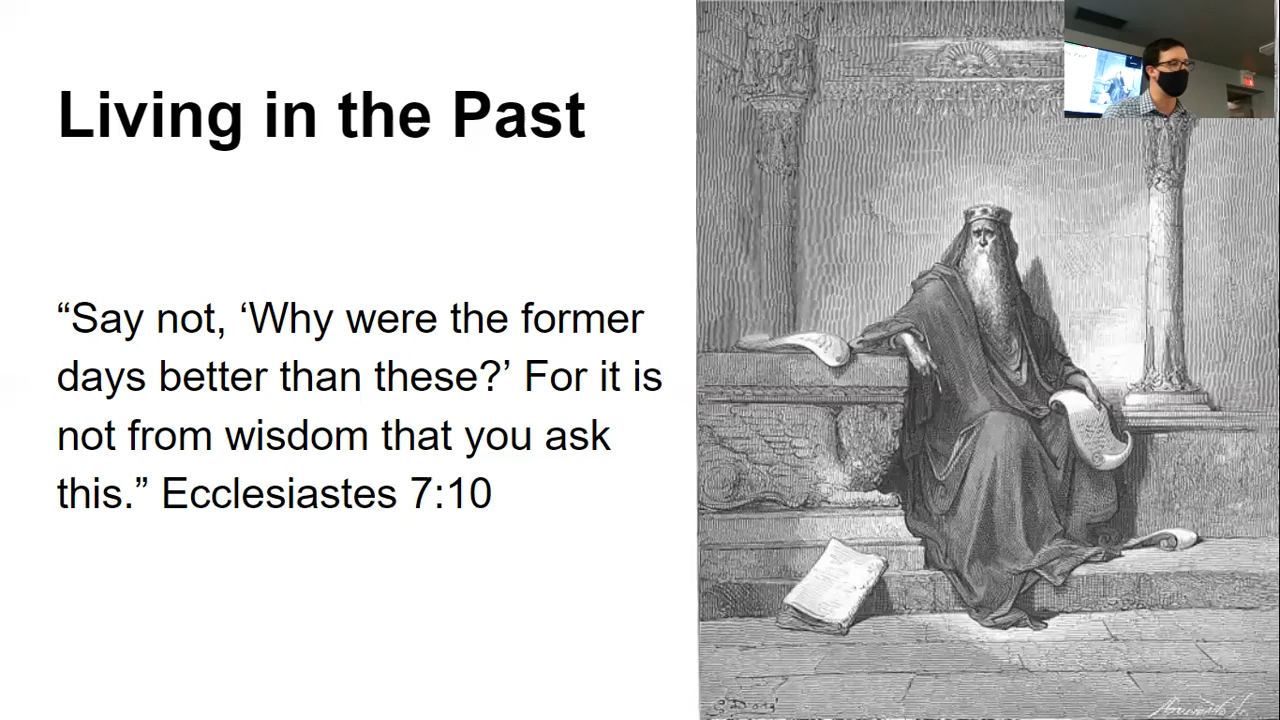 Living in the Past
“Say not, ‘Why were the former
days better than these?’ For it is
not from wisdom that you ask
this.” Ecclesiastes 7:10
G Doré